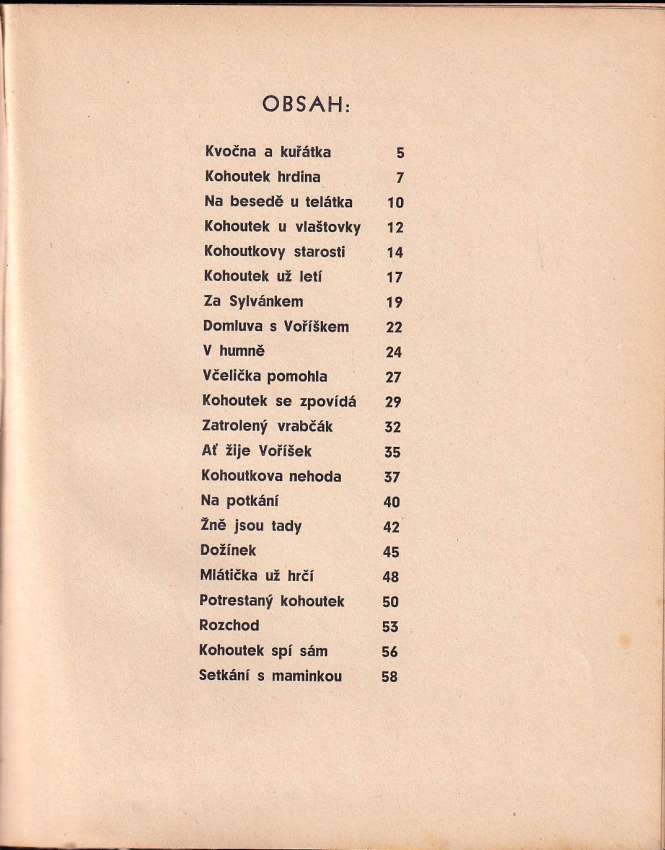 OBSAH:
Kvočna a kuřátka 5
Kohoutek hrdina 7
Na besedě u telátka 10
Kohoutek u vlaštovky 12
Kohoutkovy starosti 14
Kohoutek už letí 17
Za Sylvánkem 19
Domluva s Voříškem 22
V humně 24
Včelička pomohla 27
Kohoutek se zpovídá 29
Zatrolený vrabčák 32
Ať žije Voříšek 35
Kohoutkova nehoda 37
Na potkání 40
Žně jsou tady 42
Dožínek 45
Mlátička už hrčí 48
Potrestaný kohoutek 50
Rozchod 53
Kohoutek spí sám 56
Setkání s maminkou 58